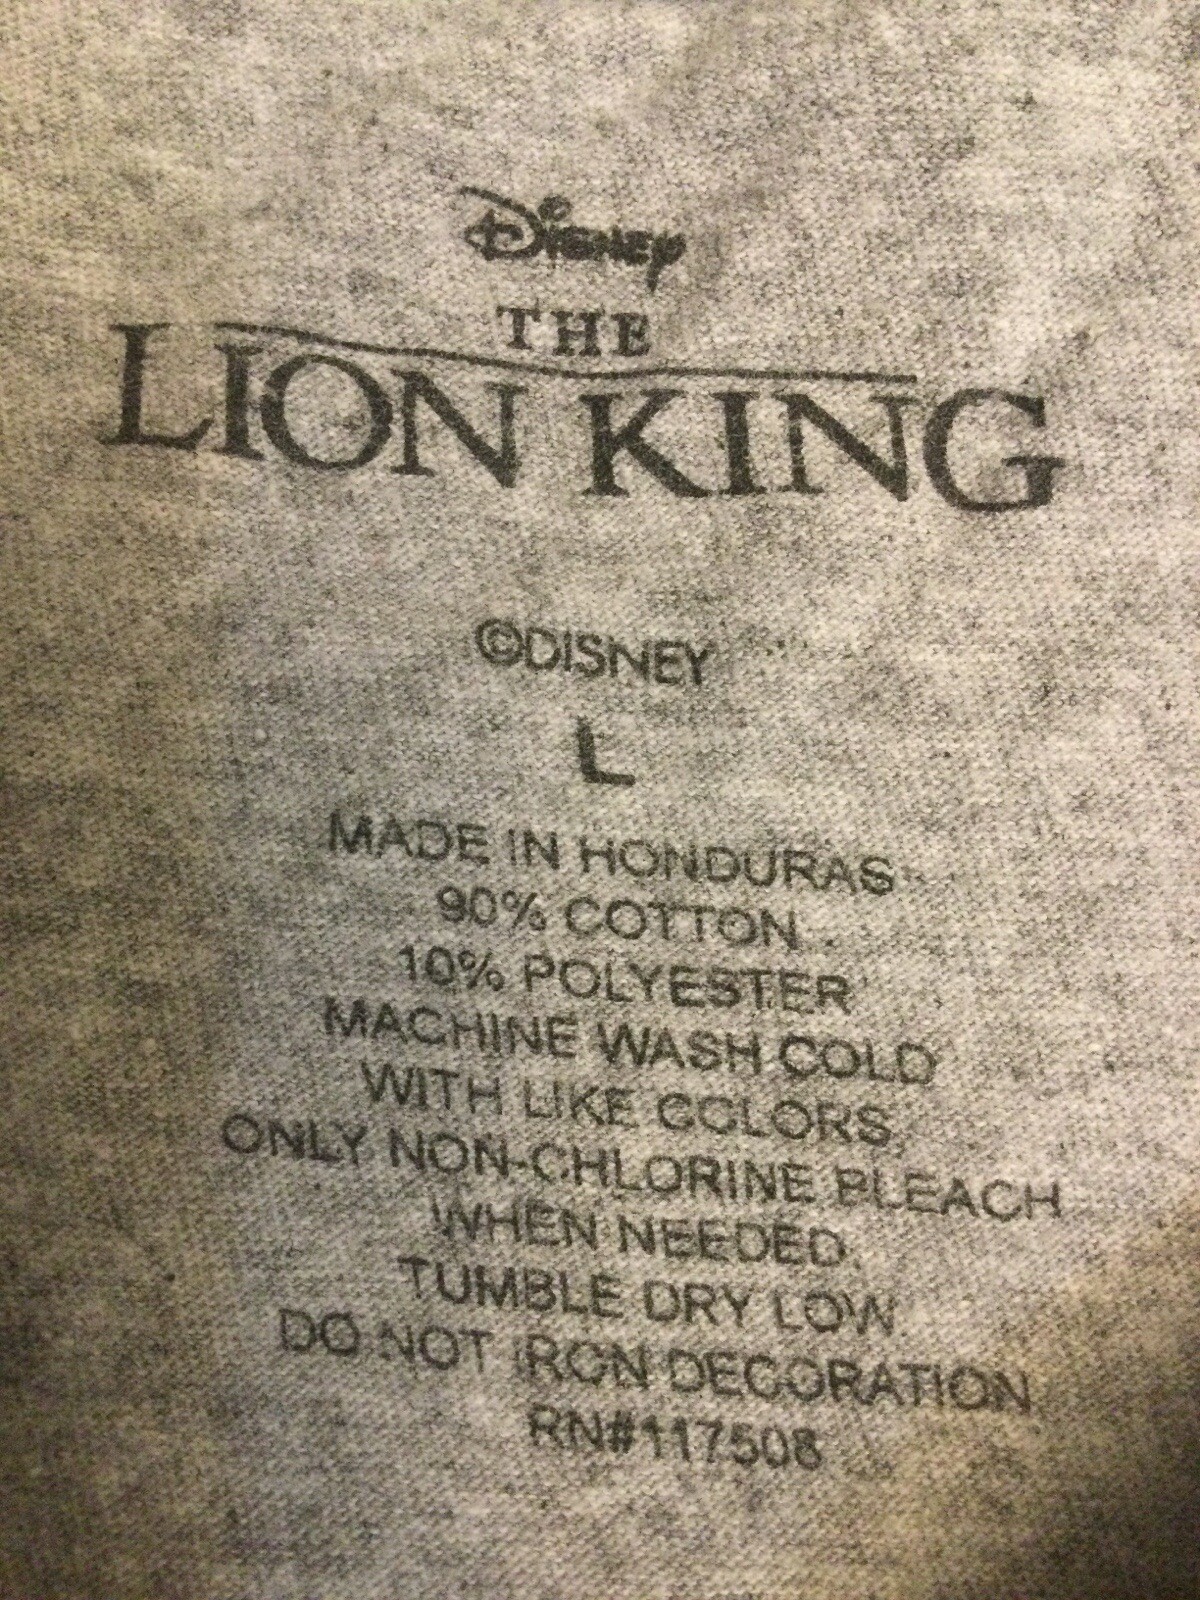 Disney
THE
LION KING
©DISNEY
L
MADE IN HONDURAS
90% COTTON
10% POLYESTER
MACHINE WASH COLD
WITH LIKE COLORS,
ONLY NON-CHLORINE BLEACH
WHEN NEEDED.
TUMBLE DRY LOW.
DO NOT IRON DECORATION
RN#117508